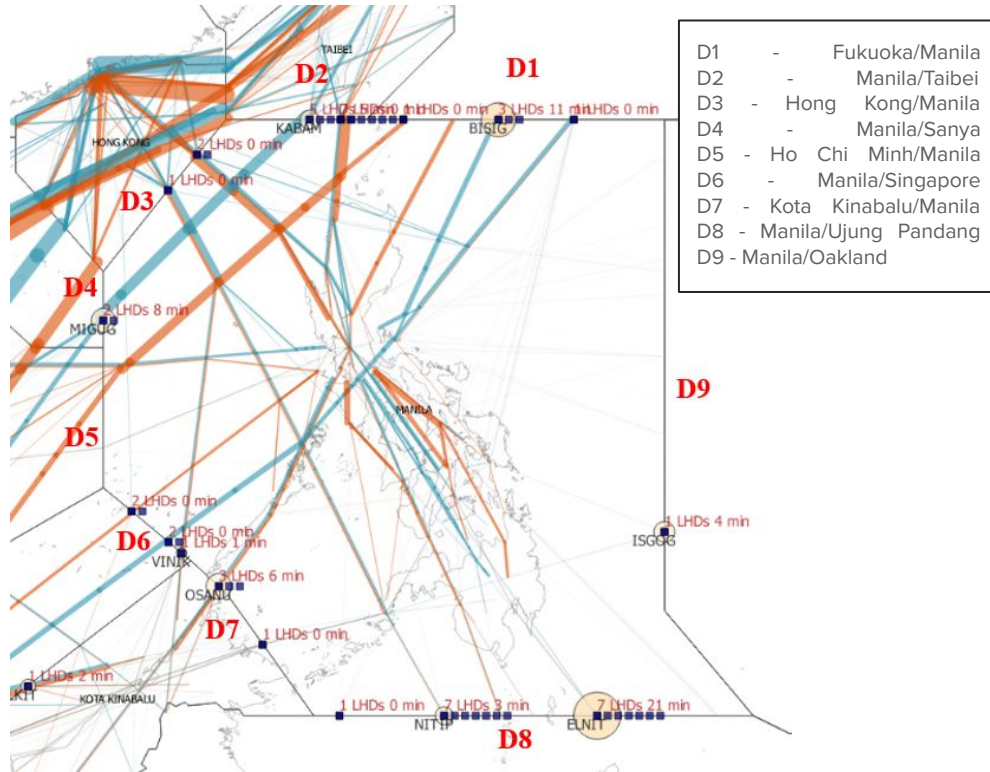 TAIBEI
D2
D1
KABAM
BISIG
3 LHDs 11 min
1 LHDs 0 min
HONG KONG
2 LHDs 0 min
1 LHDs 0 min
D3
D4
2 LHDs 8 min
MIGUG
MANILA
D9
D5
2 LHDs 0 min
D6
2 LHDs 0 min
1 LHDs 1 min
VINIK
1 LHDs 4 min
ISGOG
3 LHDs 6 min
OSANU
D7
1 LHDs 0 min
1 LHDs 2 min
KOTA KINABALU
1 LHDs 0 min
7 LHDs 3 min
NITIP
7 LHDs 21 min
ELNIT
D8
D1 - Fukuoka/Manila
D2 - Manila/Taibei
D3 - Hong Kong/Manila
D4 - Manila/Sanya
D5 - Ho Chi Minh/Manila
D6 - Manila/Singapore
D7 - Kota Kinabalu/Manila
D8 - Manila/Ujung Pandang
D9 - Manila/Oakland